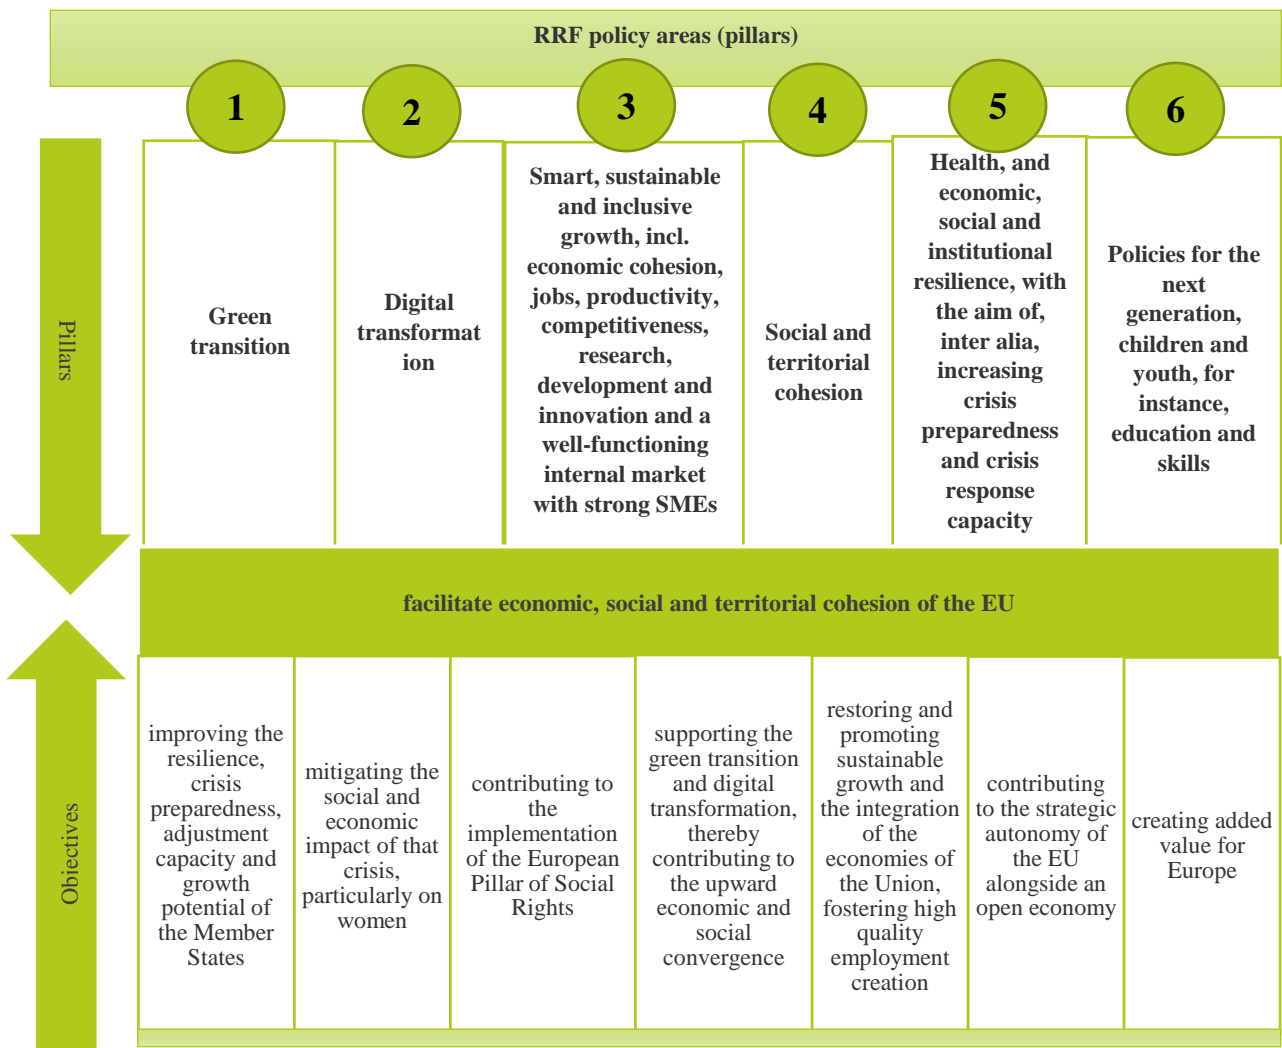 RRF policy areas (pillars)
1
2
3
4
5
6
Pillars
Green
transition
Digital
transformat
ion
Smart, sustainable
and inclusive
growth, incl.
economic cohesion,
jobs, productivity,
competitiveness,
research,
development and
innovation and a
well-functioning
internal market
with strong SMEs
Social and
territorial
cohesion
Health, and
economic,
social and
institutional
resilience, with
the aim of,
inter alia,
increasing
crisis
preparedness
and crisis
response
capacity
Policies for the
next
generation,
children and
youth, for
instance,
education and
skills
facilitate economic, social and territorial cohesion of the EU
Objectives
improving the
resilience,
crisis
preparedness,
adjustment
capacity and
growth
potential of
the Member
States
mitigating the
social and
economic
impact of that
crisis,
particularly on
women
contributing to
the
implementation
of the European
Pillar of Social
Rights
supporting the
green transition
and digital
transformation,
thereby
contributing to
the upward
economic and
social
convergence
restoring and
promoting
sustainable
growth and
the integration
of the
economies of
the Union,
fostering high
quality
employment
creation
contributing
to the strategic
autonomy of
the EU
alongside an
open economy
creating added
value for
Europe